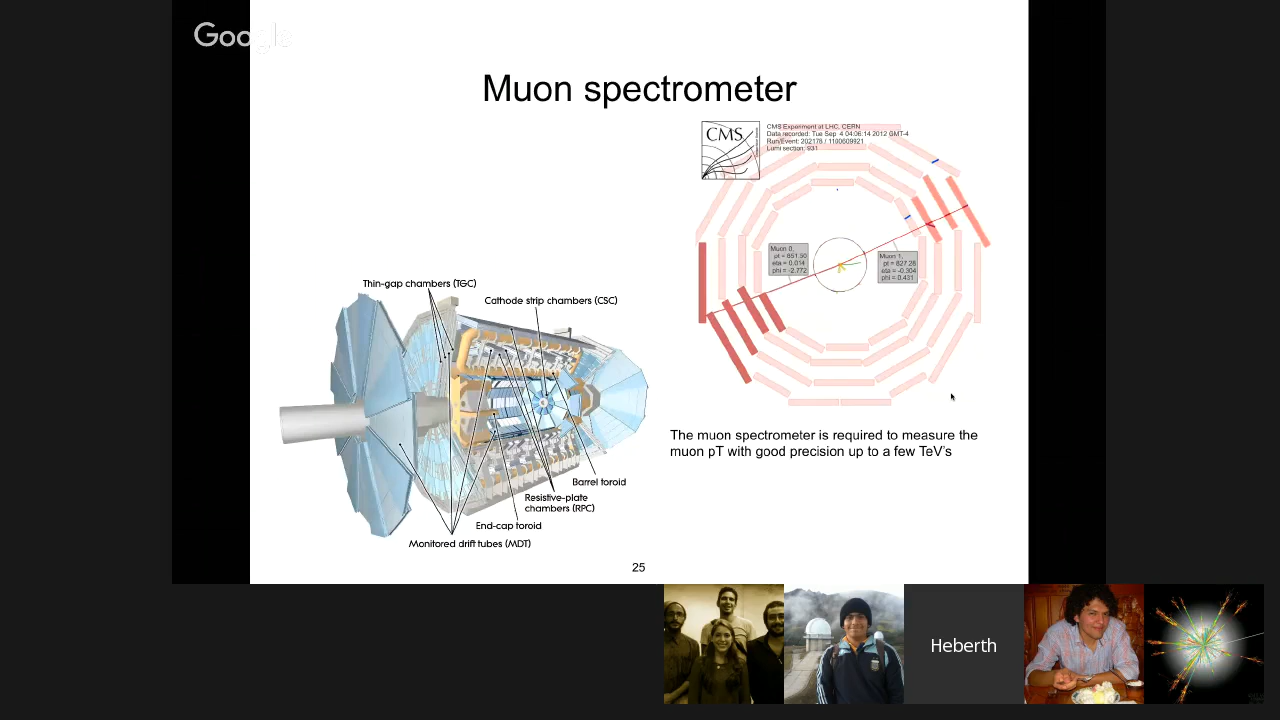 Google
Muon spectrometer
CMS
CMS Experiment at LHC, CERN
Data recorded: Tue Sep 4 04:06:14 2012 GMT-4
Run/Event: 202178 / 1100609921
Lumi section: 931
Muon 0,
pt = 651.50
eta = 0.014
phi = -2.772
Muon 1,
pt = 827.28
eta = -0.304
phi = 0.431
Thin-gap chambers (TGC)
Cathode strip chambers (CSC)
Barrel toroid
Resistive-plate
chambers (RPC)
End-cap toroid
Monitored drift tubes (MDT)
The muon spectrometer is required to measure the
muon pT with good precision up to a few TeV's
25
Heberth